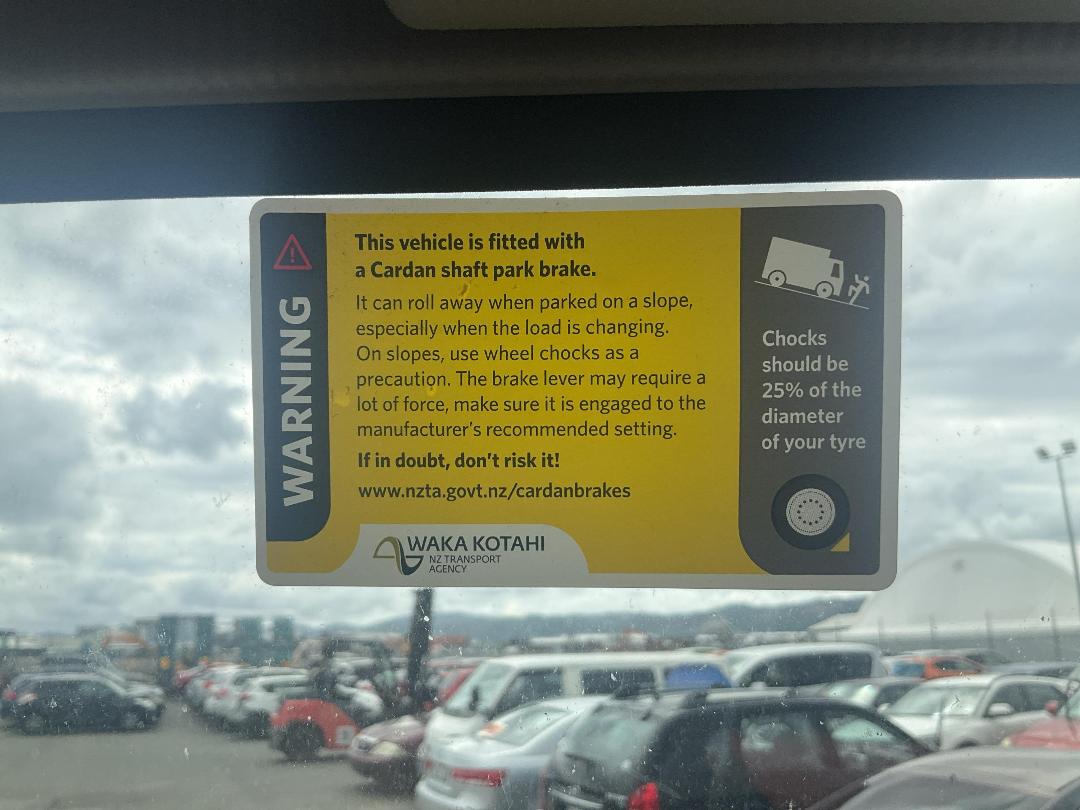 WARNING
This vehicle is fitted with
a Cardan shaft park brake.
It can roll away when parked on a slope,
especially when the load is changing.
On slopes, use wheel chocks as a
precaution. The brake lever may require a
lot of force, make sure it is engaged to the
manufacturer's recommended setting.
If in doubt, don't risk it!
www.nzta.govt.nz/cardanbrakes
WAKA KOTAHI
NZ TRANSPORT
AGENCY
Chocks
should be
25% of the
diameter
of your tyre